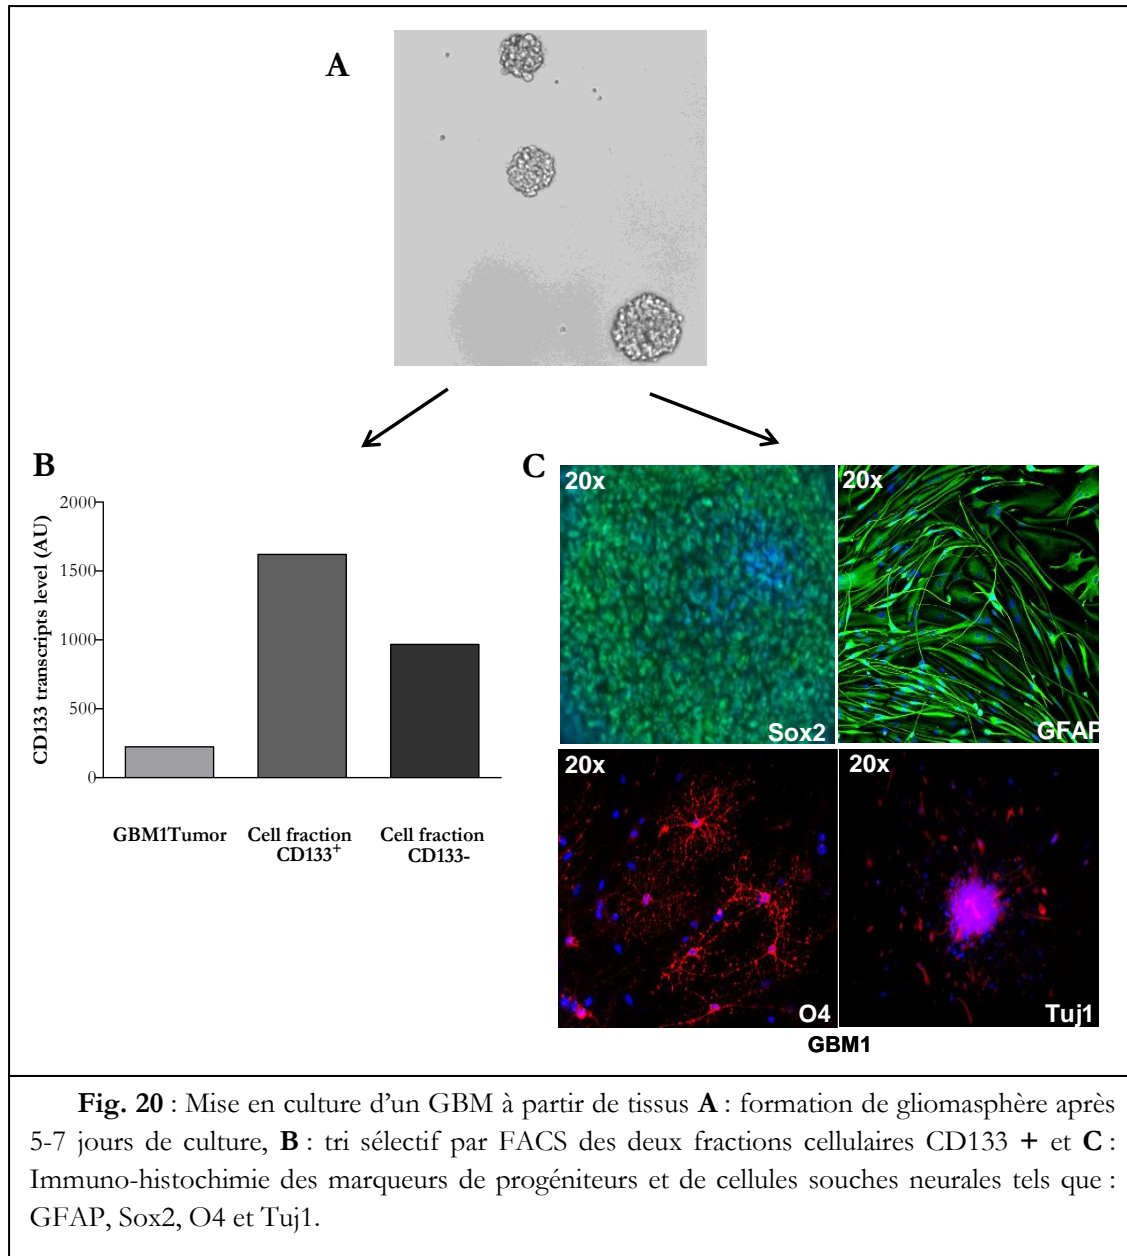 A
B
CD133 transcripts level (AU)
2000
1500
1000
500
0
GBM1Tumor
Cell fraction
CD133+
Cell fraction
CD133-
C
20x
Sox2
20x
GFAP
20x
O4
20x
Tuj1
GBM1
Fig. 20 : Mise en culture d'un GBM à partir de tissus A : formation de gliomasphère après
5-7 jours de culture, B : tri sélectif par FACS des deux fractions cellulaires CD133 + et C :
Immuno-histochimie des marqueurs de progéniteurs et de cellules souches neurales tels que :
GFAP, Sox2, O4 et Tuj1.